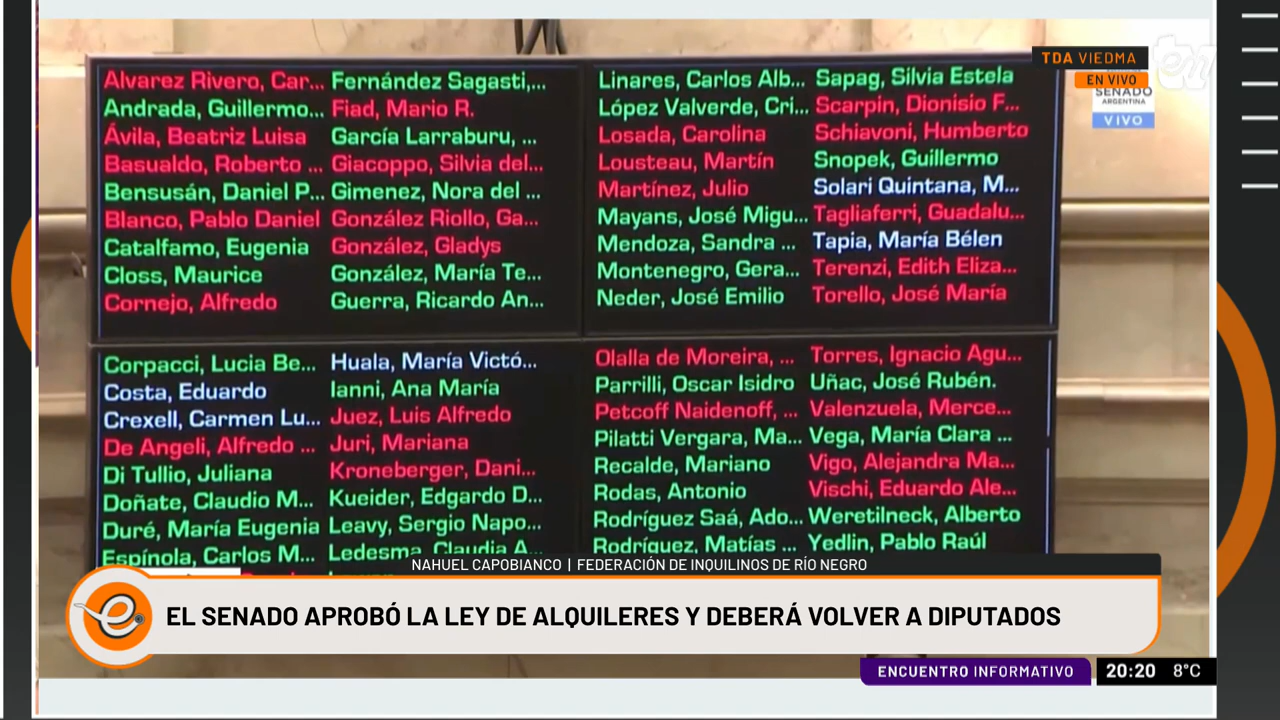 TDA VIEDMA
EN VIVO
SENADO
ARGENTINA
VIVO
Alvarez Rivero, Car... Fernández Sagasti,...
Andrada, Guillermo... Fiad, Mario R.
Ávila, Beatriz Luisa García Larraburu, ...
Basualdo, Roberto ... Giacoppo, Silvia del...
Bensusán, Daniel P... Gimenez, Nora del ...
Blanco, Pablo Daniel González Riollo, Ga...
Catalfamo, Eugenia González, Gladys
Closs, Maurice González, María Te...
Cornejo, Alfredo Guerra, Ricardo An...
Linares, Carlos Alb... Sapag, Silvia Estela
López Valverde, Cri... Scarpin, Dionisio F...
Losada, Carolina Schiavoni, Humberto
Lousteau, Martín Snopek, Guillermo
Martínez, Julio Solari Quintana, M...
Mayans, José Migu... Tagliaferri, Guadalu...
Mendoza, Sandra ... Tapia, María Bélen
Montenegro, Gera... Terenzi, Edith Eliza...
Neder, José Emilio Torello, José María
Corpacci, Lucia Be... Huala, María Victó...
Costa, Eduardo Ianni, Ana María
Crexell, Carmen Lu... Juez, Luis Alfredo
De Angeli, Alfredo ... Juri, Mariana
Di Tullio, Juliana Kroneberger, Dani...
Doñate, Claudio M... Kueider, Edgardo D...
Duré, María Eugenia Leavy, Sergio Napo...
Espínola, Carlos M... Ledesma, Claudia A...
Olalla de Moreira, ... Torres, Ignacio Agu...
Parrilli, Oscar Isidro Uñac, José Rubén.
Petcoff Naidenoff, ... Valenzuela, Merce...
Pilatti Vergara, Ma... Vega, María Clara ...
Recalde, Mariano Vigo, Alejandra Ma...
Rodas, Antonio Vischi, Eduardo Ale...
Rodríguez Saá, Ado... Weretilneck, Alberto
Rodríguez, Matías ... Yedlin, Pablo Raúl
NAHUEL CAPOBIANCO | FEDERACIÓN DE INQUILINOS DE RÍO NEGRO
EL SENADO APROBÓ LA LEY DE ALQUILERES Y DEBERÁ VOLVER A DIPUTADOS
ENCUENTRO INFORMATIVO 20:20 8°C